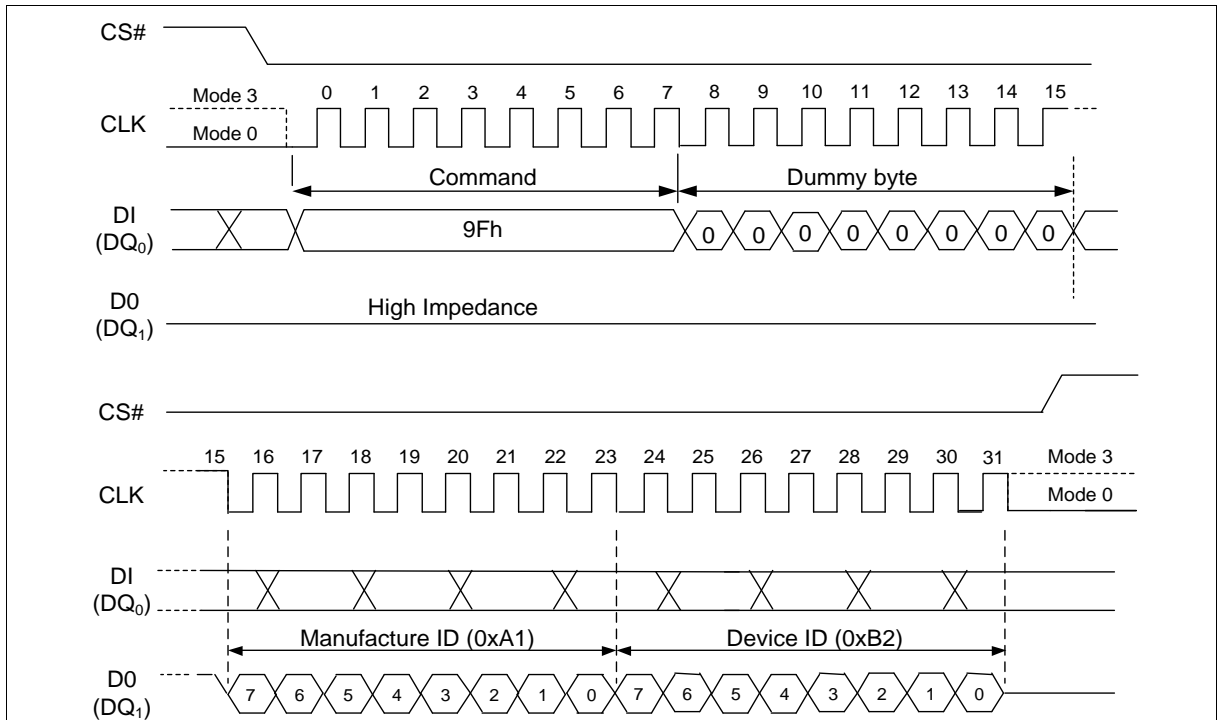 CS#
Mode 3 0 1 2 3 4 5 6 7 8 9 10 11 12 13 14 15
CLK
Mode 0
Command Dummy byte
DI
(DQ0) 9Fh 0 0 0 0 0 0 0 0
D0
(DQ1) High Impedance
CS#
15 16 17 18 19 20 21 22 23 24 25 26 27 28 29 30 31 Mode 3
CLK Mode 0
DI
(DQ0)
Manufacture ID (0xA1) Device ID (0xB2)
D0
(DQ1) 7 6 5 4 3 2 1 0 7 6 5 4 3 2 1 0